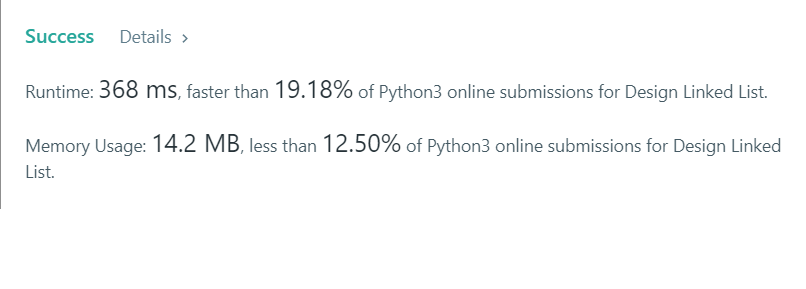 Success Details >
Runtime: 368 ms, faster than 19.18% of Python3 online submissions for Design Linked List.
Memory Usage: 14.2 MB, less than 12.50% of Python3 online submissions for Design Linked
List.